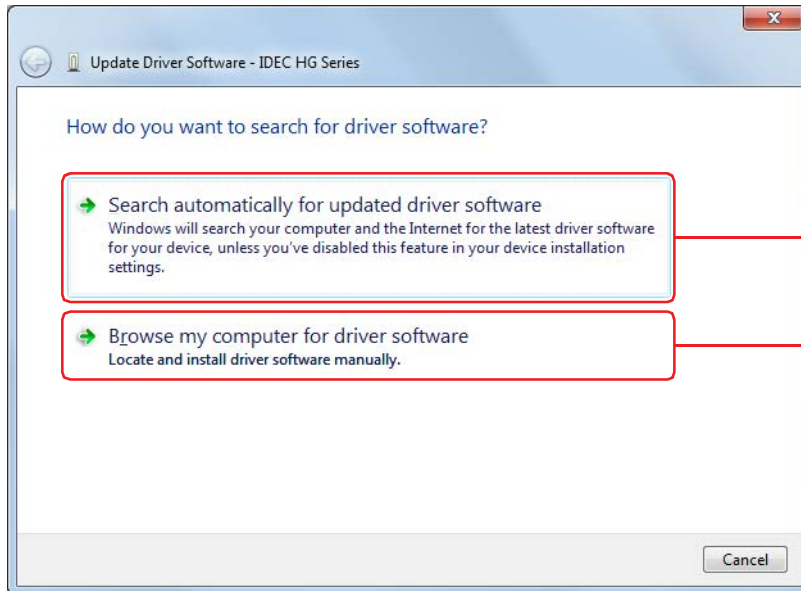 Update Driver Software - IDEC HG Series
How do you want to search for driver software?
Search automatically for updated driver software
Windows will search your computer and the Internet for the latest driver software
for your device, unless you've disabled this feature in your device installation
settings.
Browse my computer for driver software
Locate and install driver software manually.
Cancel